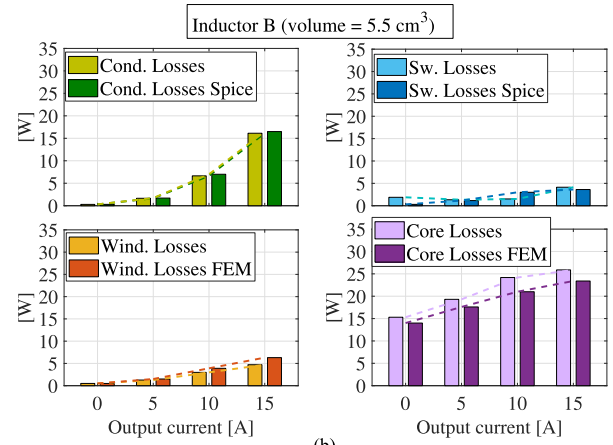 Inductor B (volume = 5.5 cm³)
35
30
25
20
15
10
5
0
[W]
Cond. Losses
Cond. Losses Spice
35
30
25
20
15
10
5
0
[W]
Sw. Losses
Sw. Losses Spice
35
30
25
20
15
10
5
0
[W]
Wind. Losses
Wind. Losses FEM
0 5 10 15
Output current [A]
35
30
25
20
15
10
5
0
[W]
Core Losses
Core Losses FEM
0 5 10 15
Output current [A]